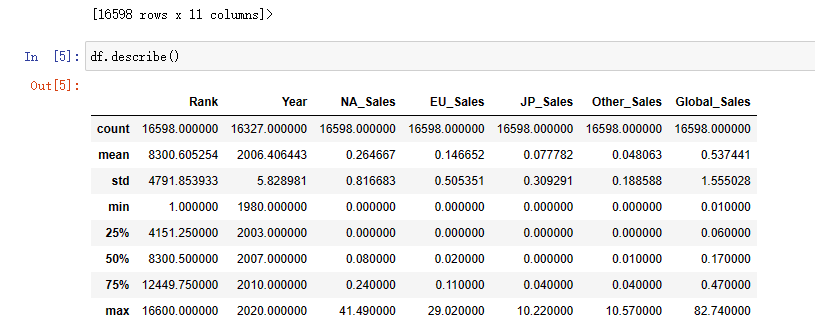 [16598 rows x 11 columns]>
In [5]: df.describe()
Out[5]:
Rank Year NA_Sales EU_Sales JP_Sales Other_Sales Global_Sales
count 16598.000000 16327.000000 16598.000000 16598.000000 16598.000000 16598.000000 16598.000000
mean 8300.605254 2006.406443 0.264667 0.146652 0.077782 0.048063 0.537441
std 4791.853933 5.828981 0.816683 0.505351 0.309291 0.188588 1.555028
min 1.000000 1980.000000 0.000000 0.000000 0.000000 0.000000 0.010000
25% 4151.250000 2003.000000 0.000000 0.000000 0.000000 0.000000 0.060000
50% 8300.500000 2007.000000 0.080000 0.020000 0.000000 0.010000 0.170000
75% 12449.750000 2010.000000 0.240000 0.110000 0.040000 0.040000 0.470000
max 16600.000000 2020.000000 41.490000 29.020000 10.220000 10.570000 82.740000